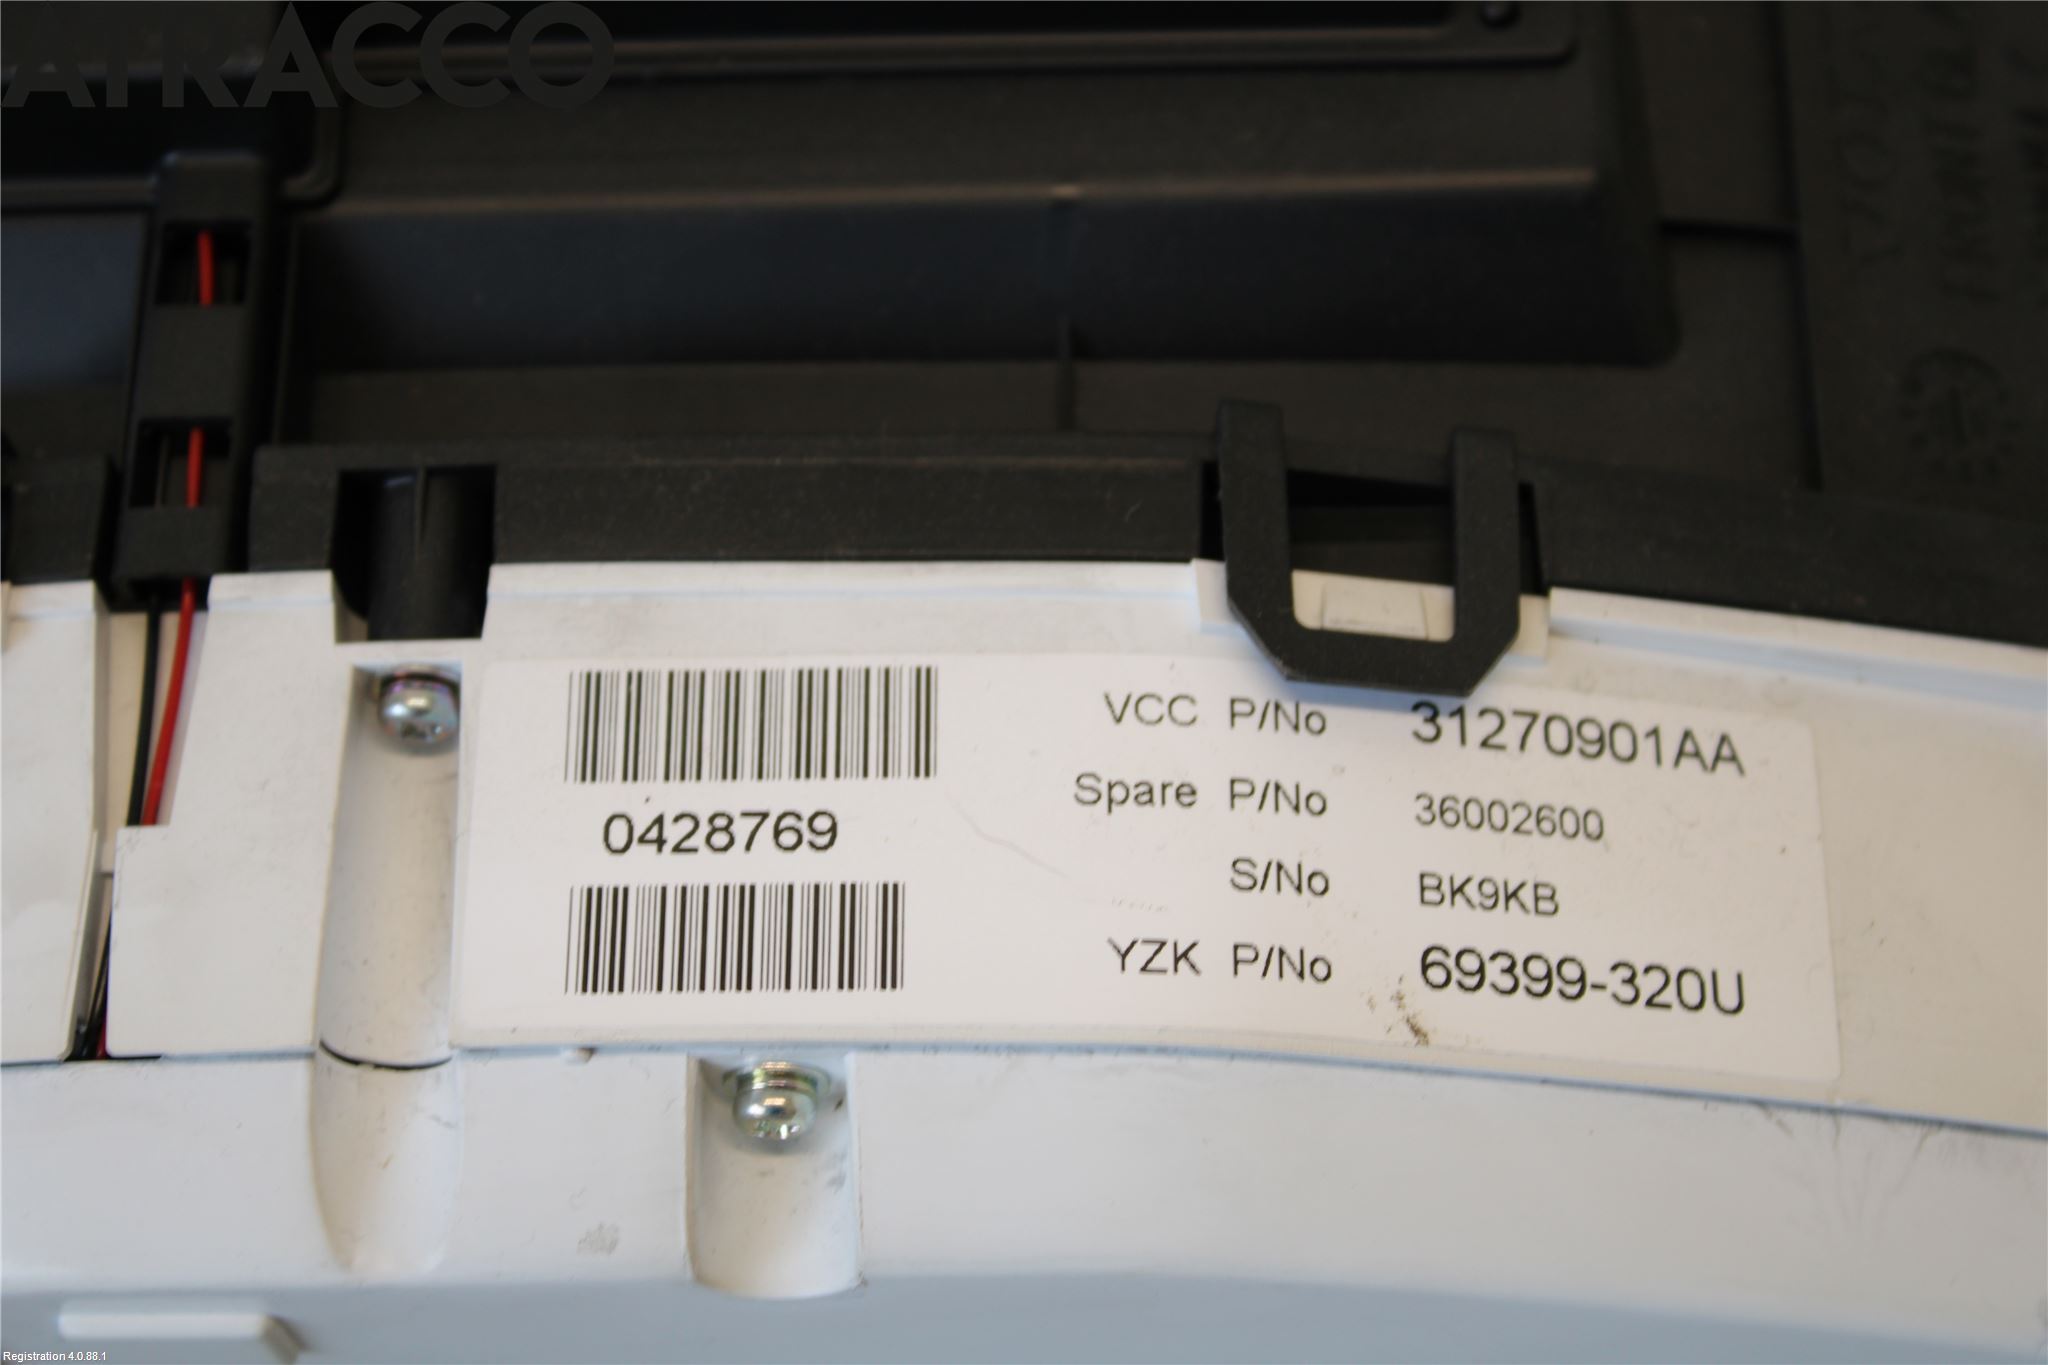 ATRACCO
VCC P/No 31270901AA
Spare P/No 36002600
0428769
S/No BK9KB
YZK P/No 69399-320U
Registration 4.0.88.1